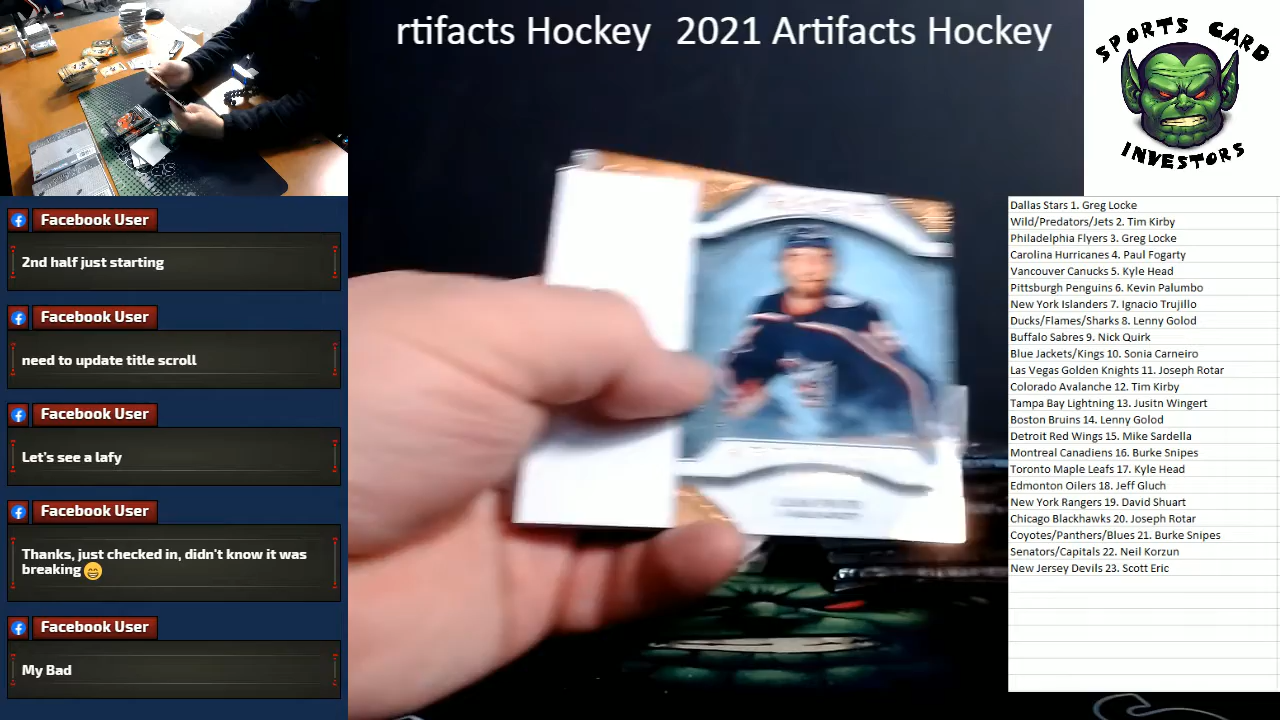 rtifacts Hockey 2021 Artifacts Hockey
SPORTS CARD
INVESTORS
Facebook User
2nd half just starting
Facebook User
need to update title scroll
Facebook User
Let's see a lafy
Facebook User
Thanks, just checked in, didn't know it was
breaking 😁
Facebook User
My Bad
Dallas Stars 1. Greg Locke
Wild/Predators/Jets 2. Tim Kirby
Philadelphia Flyers 3. Greg Locke
Carolina Hurricanes 4. Paul Fogarty
Vancouver Canucks 5. Kyle Head
Pittsburgh Penguins 6. Kevin Palumbo
New York Islanders 7. Ignacio Trujillo
Ducks/Flames/Sharks 8. Lenny Golod
Buffalo Sabres 9. Nick Quirk
Blue Jackets/Kings 10. Sonia Carneiro
Las Vegas Golden Knights 11. Joseph Rotar
Colorado Avalanche 12. Tim Kirby
Tampa Bay Lightning 13. Jusitn Wingert
Boston Bruins 14. Lenny Golod
Detroit Red Wings 15. Mike Sardella
Montreal Canadiens 16. Burke Snipes
Toronto Maple Leafs 17. Kyle Head
Edmonton Oilers 18. Jeff Gluch
New York Rangers 19. David Shuart
Chicago Blackhawks 20. Joseph Rotar
Coyotes/Panthers/Blues 21. Burke Snipes
Senators/Capitals 22. Neil Korzun
New Jersey Devils 23. Scott Eric